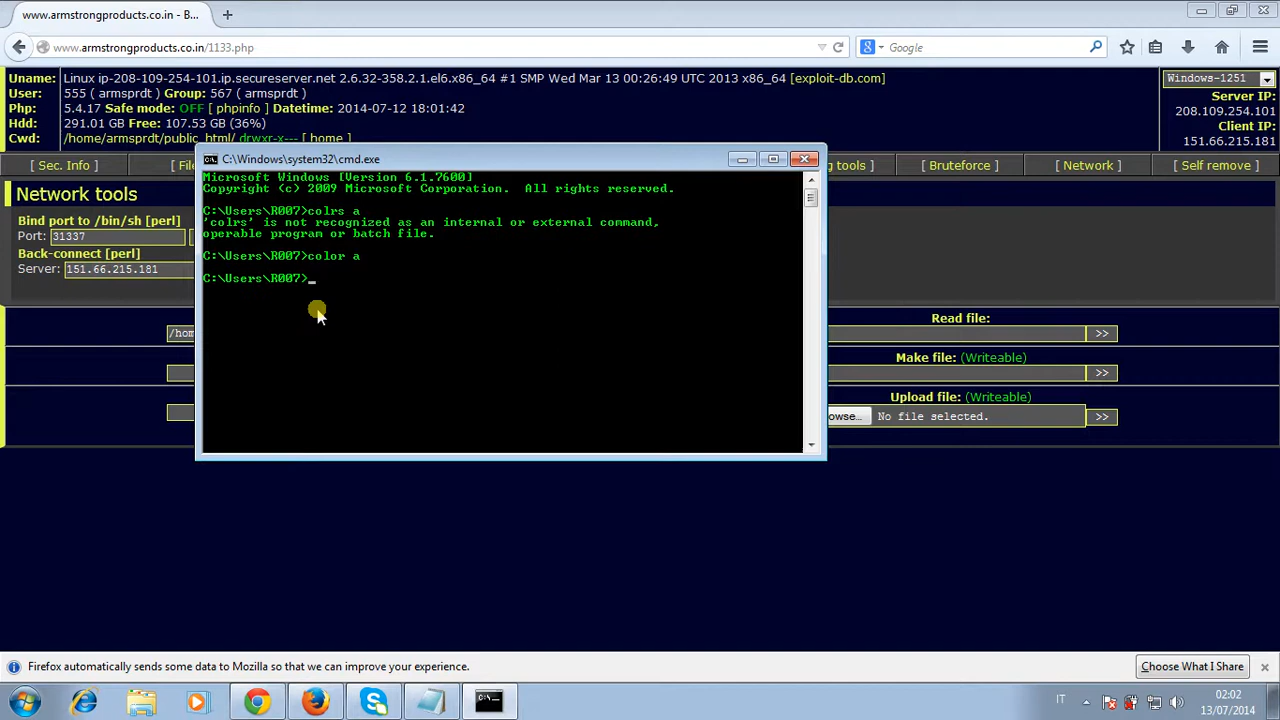 www.armstrongproducts.co.in - B...
www.armstrongproducts.co.in/1133.php
Google
Uname: Linux ip-208-109-254-101.ip.secureserver.net 2.6.32-358.2.1.el6.x86_64 #1 SMP Wed Mar 13 00:26:49 UTC 2013 x86_64 [exploit-db.com]
Windows-1251
User: 555 ( armsprdt ) Group: 567 ( armsprdt )
Server IP:
Php: 5.4.17 Safe mode: OFF [ phpinfo ] Datetime: 2014-07-12 18:01:42
208.109.254.101
Hdd: 291.01 GB Free: 107.53 GB (36%)
Client IP:
Cwd: /home/armsprdt/public_html/ drwxr-x--- [ home ]
151.66.215.181
[ Sec. Info ] [ Fil g tools ] [ Bruteforce ] [ Network ] [ Self remove ]
C:\Windows\system32\cmd.exe
Microsoft Windows [Version 6.1.7600]
Copyright (c) 2009 Microsoft Corporation. All rights reserved.
C:\Users\R007>colrs a
'colrs' is not recognized as an internal or external command,
operable program or batch file.
C:\Users\R007>color a
C:\Users\R007>_
Network tools
Bind port to /bin/sh [perl]
Port: 31337
Back-connect [perl]
Server: 151.66.215.181
Read file:
/hom
>>
Make file: (Writeable)
>>
Upload file: (Writeable)
owse... No file selected. >>
Firefox automatically sends some data to Mozilla so that we can improve your experience.
Choose What I Share
IT
02:02
13/07/2014